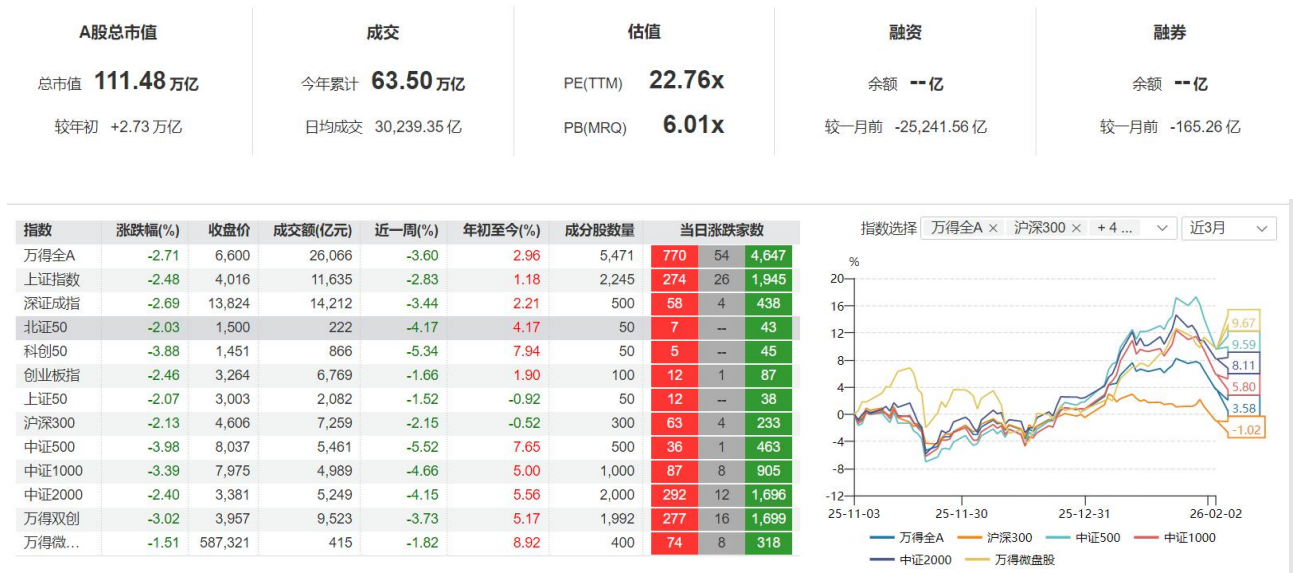 A股总市值 成交 估值 融资 融券
总市值 111.48 万亿 今年累计 63.50 万亿 PE(TTM) 22.76x 余额 --亿 余额 --亿
较年初 +2.73 万亿 日均成交 30,239.35 亿 PB(MRQ) 6.01x 较一月前 -25,241.56 亿 较一月前 -165.26 亿
指数 涨跌幅(%) 收盘价 成交额(亿元) 近一周(%) 年初至今(%) 成分股数量 当日涨跌家数
万得全A -2.71 6,600 26,066 -3.60 2.96 5,471 770 54 4,647
上证指数 -2.48 4,016 11,635 -2.83 1.18 2,245 274 26 1,945
深证成指 -2.69 13,824 14,212 -3.44 2.21 500 58 4 438
北证50 -2.03 1,500 222 -4.17 4.17 50 7 -- 43
科创50 -3.88 1,451 866 -5.34 7.94 50 5 -- 45
创业板指 -2.46 3,264 6,769 -1.66 1.90 100 12 1 87
上证50 -2.07 3,003 2,082 -1.52 -0.92 50 12 -- 38
沪深300 -2.13 4,606 7,259 -2.15 -0.52 300 63 4 233
中证500 -3.98 8,037 5,461 -5.52 7.65 500 36 1 463
中证1000 -3.39 7,975 4,989 -4.66 5.00 1,000 87 8 905
中证2000 -2.40 3,381 5,249 -4.15 5.56 2,000 292 12 1,696
万得双创 -3.02 3,957 9,523 -3.73 5.17 1,992 277 16 1,699
万得微... -1.51 587,321 415 -1.82 8.92 400 74 8 318
指数选择 万得全A × 沪深300 × + 4 ... 近3月
%
20
16
12
8
4
0
-4
-8
-12
9.67
9.59
8.11
5.80
3.58
-1.02
25-11-03 25-11-30 25-12-31 26-02-02
万得全A 沪深300 中证500 中证1000
中证2000 万得微盘股